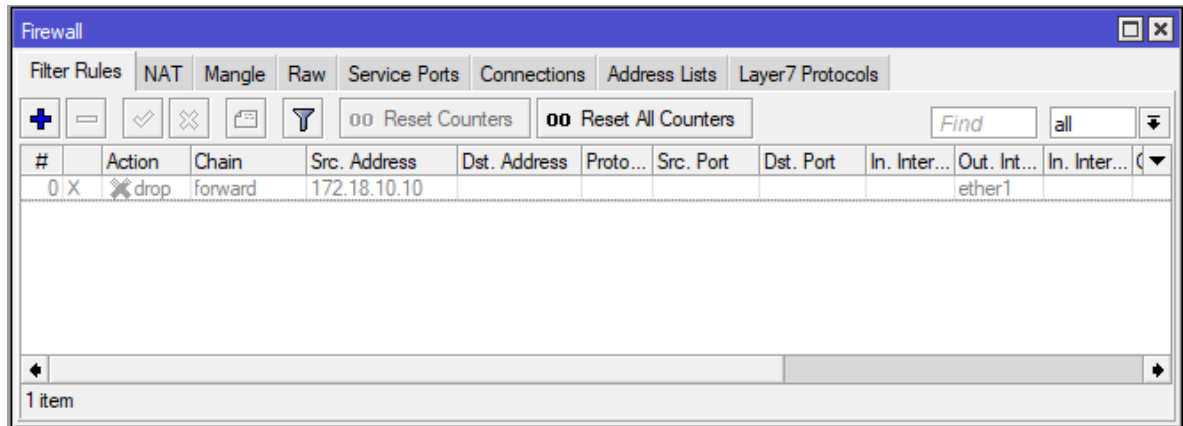 Firewall
Filter Rules NAT Mangle Raw Service Ports Connections Address Lists Layer7 Protocols
00 Reset Counters 00 Reset All Counters Find all
# Action Chain Src. Address Dst. Address Proto... Src. Port Dst. Port In. Inter... Out. Int... In. Inter...
0 X drop forward 172.18.10.10 ether1
1 item